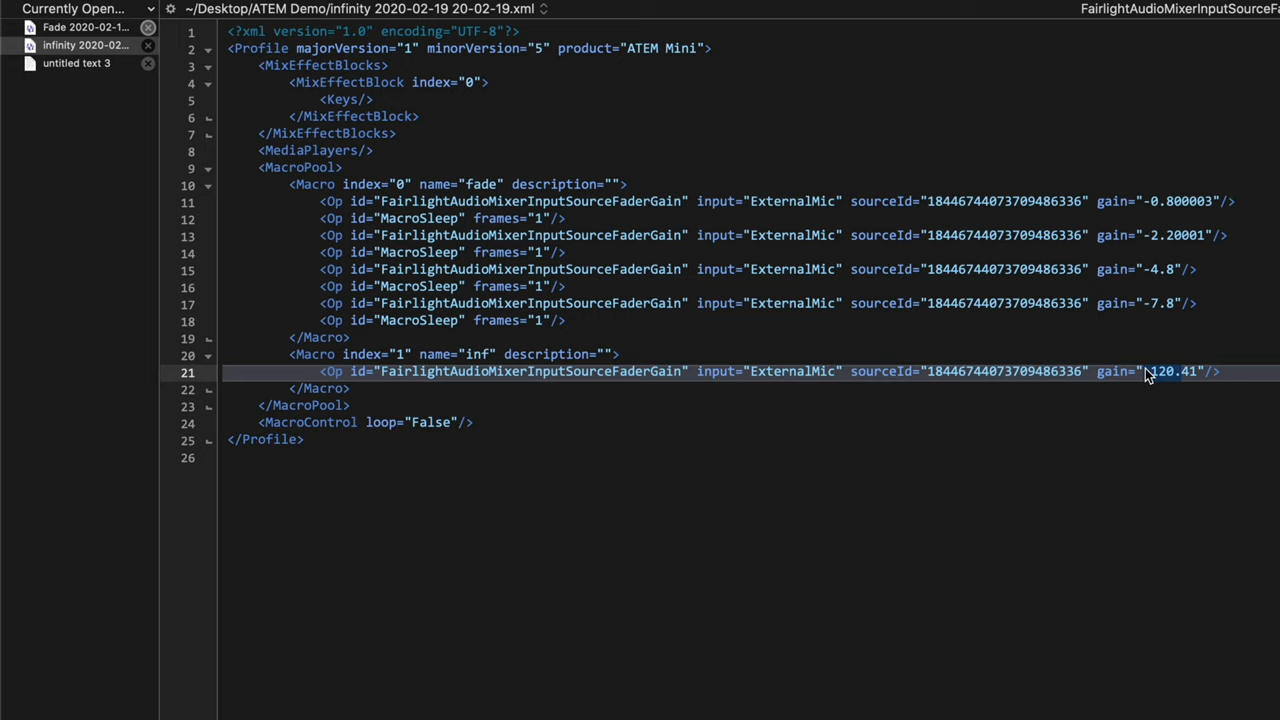 Currently Open...
~/Desktop/ATEM Demo/infinity 2020-02-19 20-02-19.xml
FairlightAudioMixerInputSourceFa
Fade 2020-02-1...
infinity 2020-02...
untitled text 3
1 <?xml version="1.0" encoding="UTF-8"?>
2 <Profile majorVersion="1" minorVersion="5" product="ATEM Mini">
3 <MixEffectBlocks>
4 <MixEffectBlock index="0">
5 <Keys/>
6 </MixEffectBlock>
7 </MixEffectBlocks>
8 <MediaPlayers/>
9 <MacroPool>
10 <Macro index="0" name="fade" description="">
11 <Op id="FairlightAudioMixerInputSourceFaderGain" input="ExternalMic" sourceId="18446744073709486336" gain="-0.800003"/>
12 <Op id="MacroSleep" frames="1"/>
13 <Op id="FairlightAudioMixerInputSourceFaderGain" input="ExternalMic" sourceId="18446744073709486336" gain="-2.20001"/>
14 <Op id="MacroSleep" frames="1"/>
15 <Op id="FairlightAudioMixerInputSourceFaderGain" input="ExternalMic" sourceId="18446744073709486336" gain="-4.8"/>
16 <Op id="MacroSleep" frames="1"/>
17 <Op id="FairlightAudioMixerInputSourceFaderGain" input="ExternalMic" sourceId="18446744073709486336" gain="-7.8"/>
18 <Op id="MacroSleep" frames="1"/>
19 </Macro>
20 <Macro index="1" name="inf" description="">
21 <Op id="FairlightAudioMixerInputSourceFaderGain" input="ExternalMic" sourceId="18446744073709486336" gain="-120.41"/>
22 </Macro>
23 </MacroPool>
24 <MacroControl loop="False"/>
25 </Profile>
26